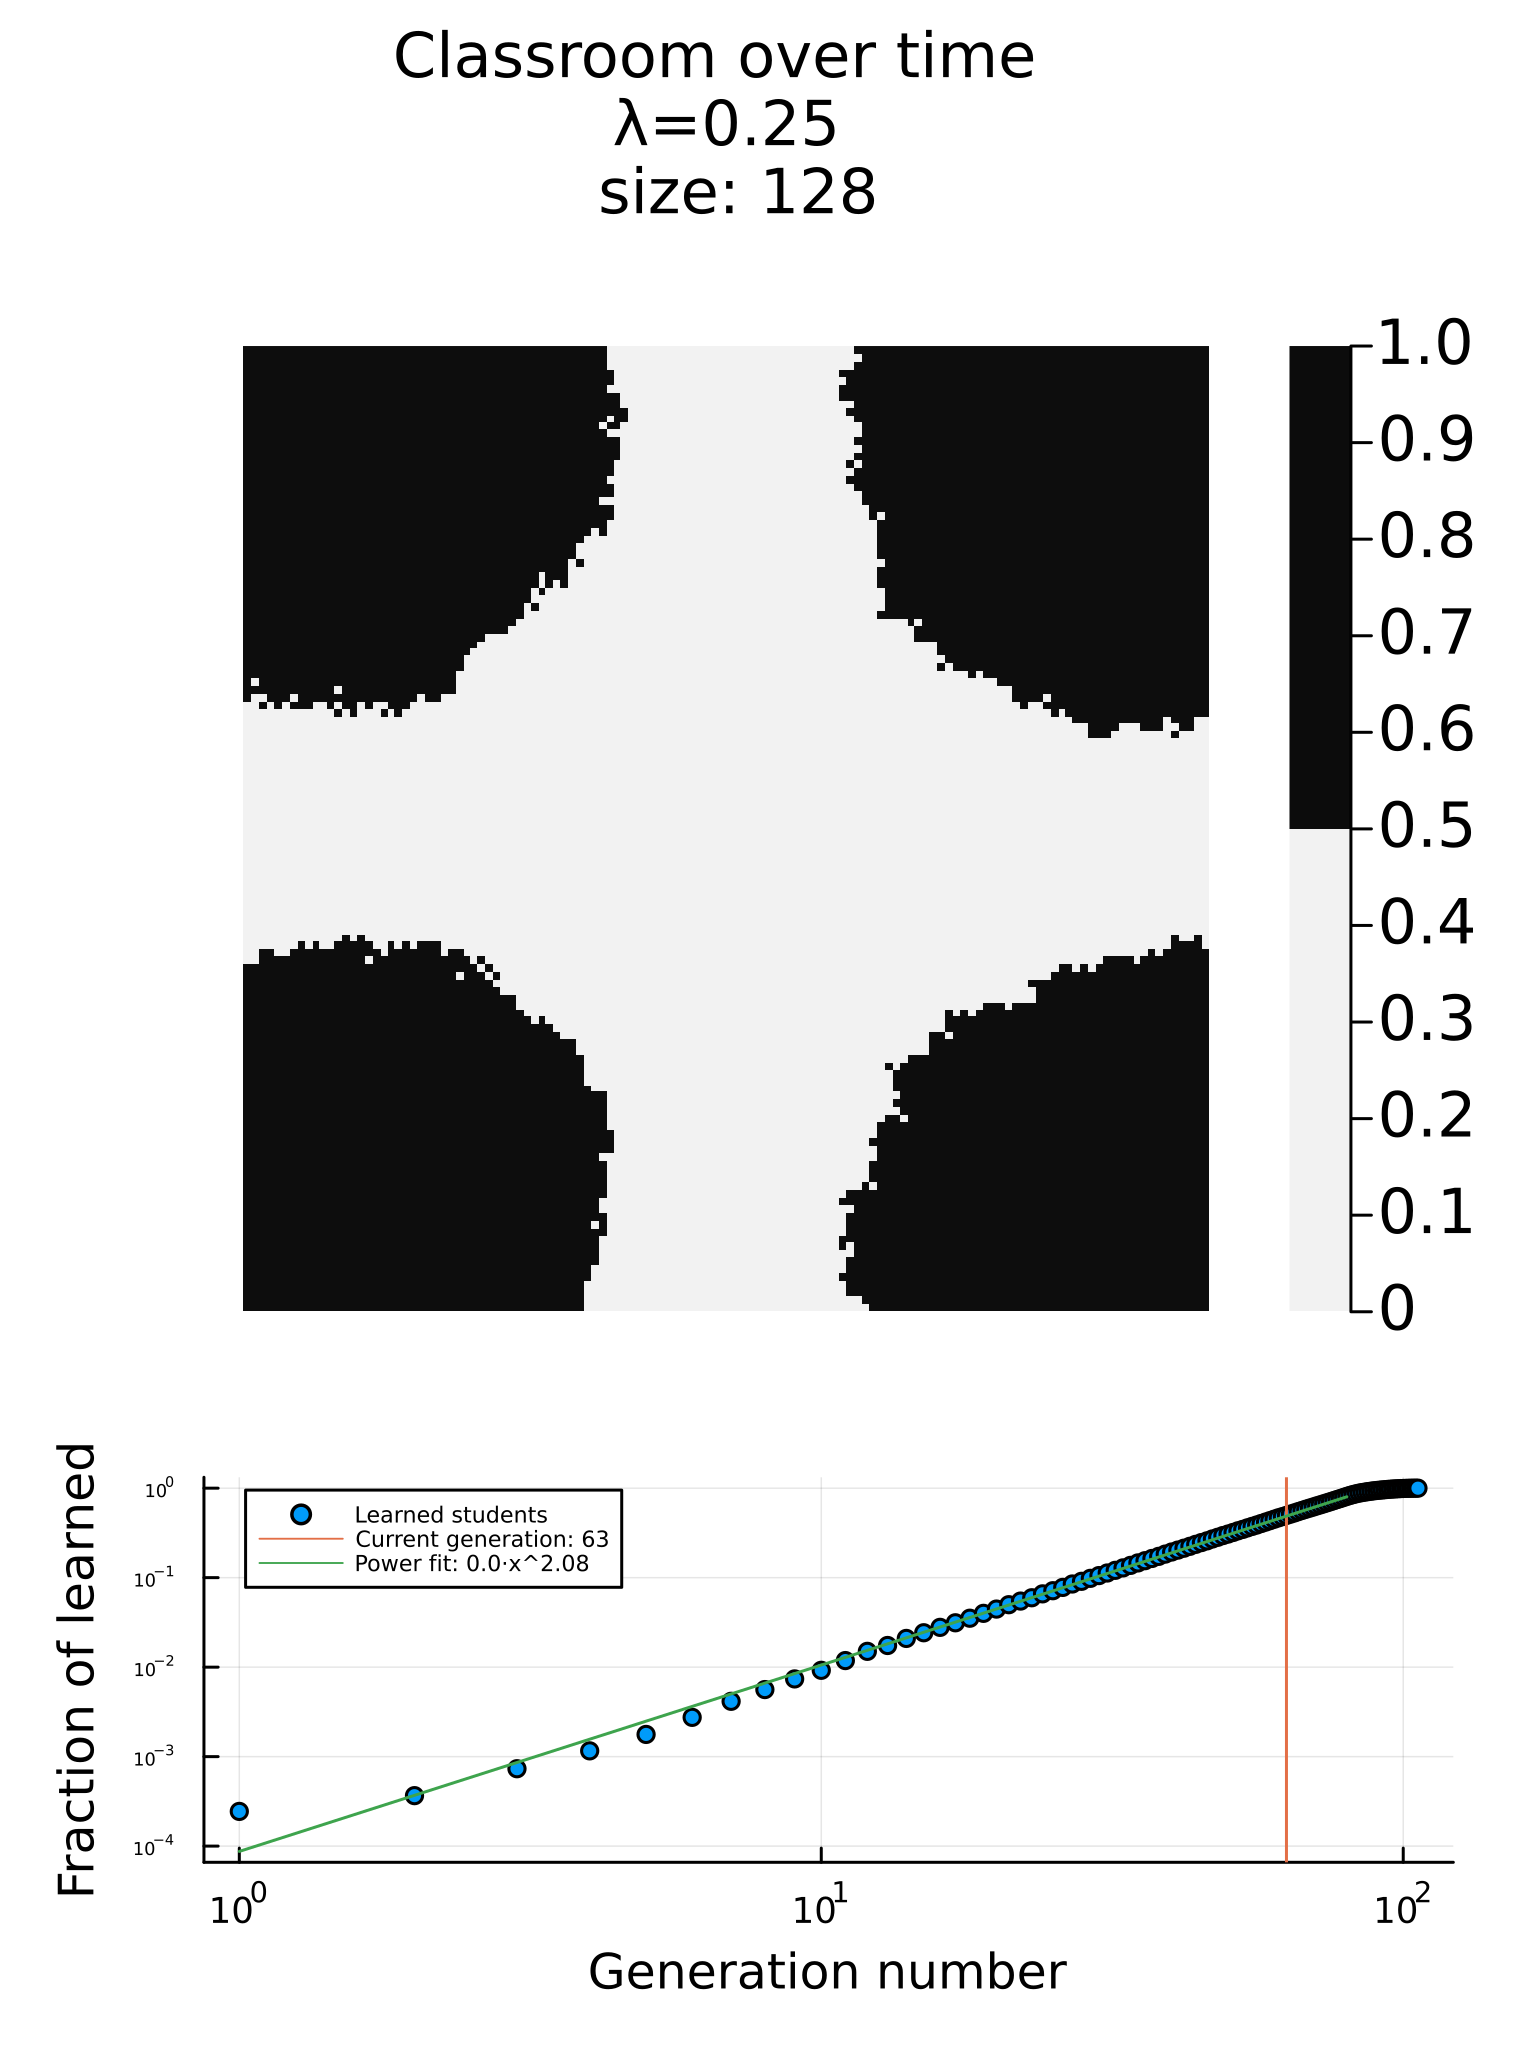 Classroom over time
λ=0.25
size: 128
1.0
0.9
0.8
0.7
0.6
0.5
0.4
0.3
0.2
0.1
0
Fraction of learned
10^0
10^-1
10^-2
10^-3
10^-4
Learned students
Current generation: 63
Power fit: 0.0·x^2.08
10^0 10^1 10^2
Generation number